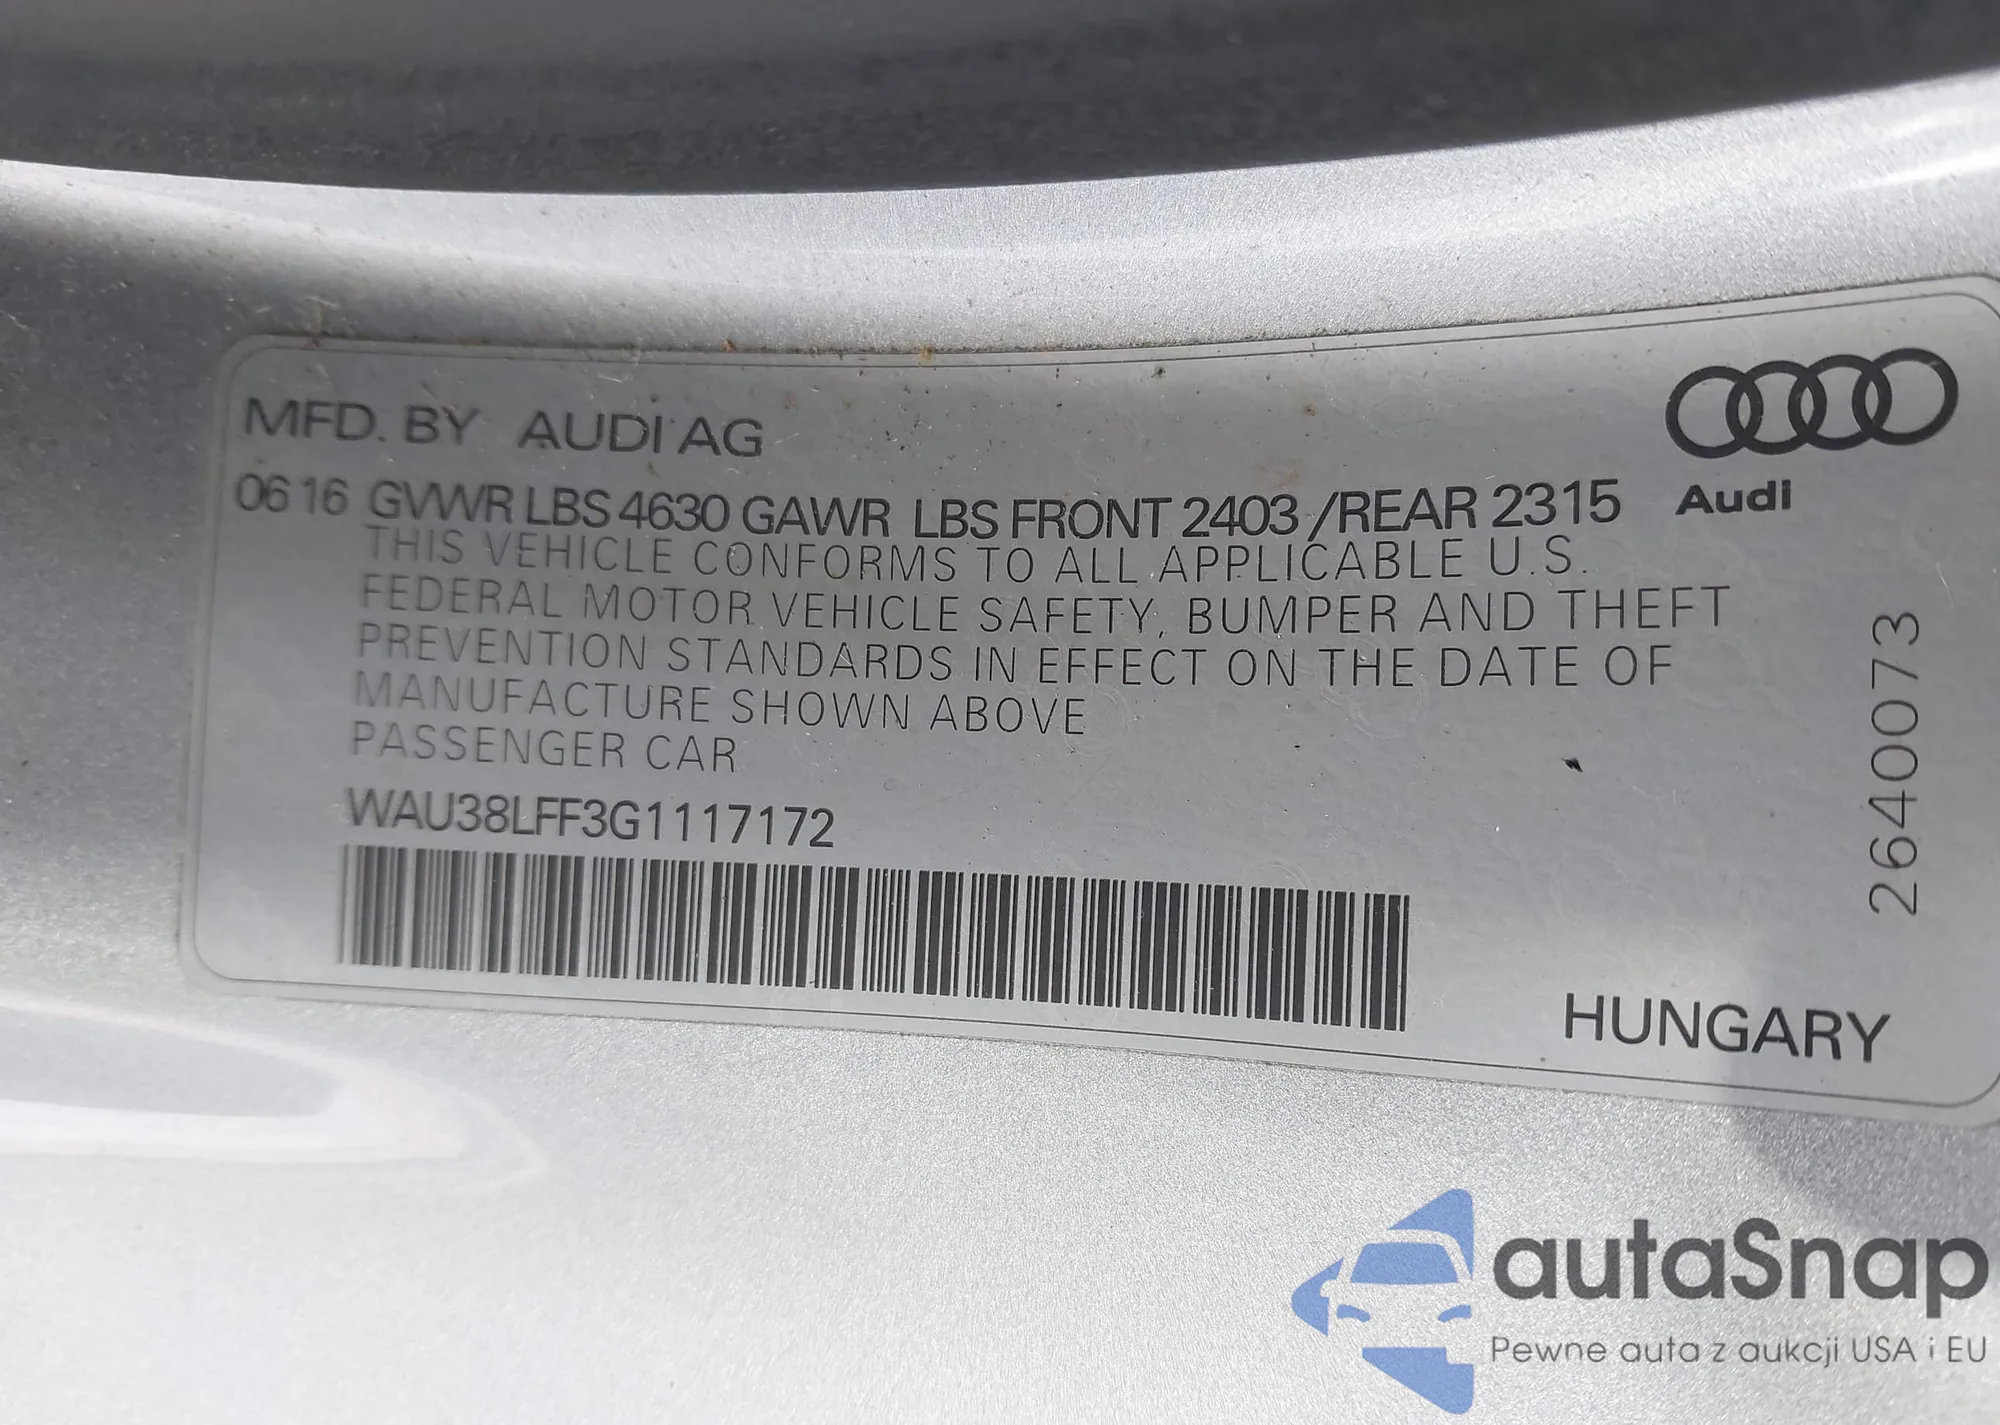 MFD. BY AUDI AG
06 16 GVWR LBS 4630 GAWR LBS FRONT 2403 /REAR 2315
Audi
THIS VEHICLE CONFORMS TO ALL APPLICABLE U.S.
FEDERAL MOTOR VEHICLE SAFETY, BUMPER AND THEFT
PREVENTION STANDARDS IN EFFECT ON THE DATE OF
MANUFACTURE SHOWN ABOVE
PASSENGER CAR
WAU38LFF3G1117172
2640073
HUNGARY
autaSnap
Pewne auta z aukcji USA i EU